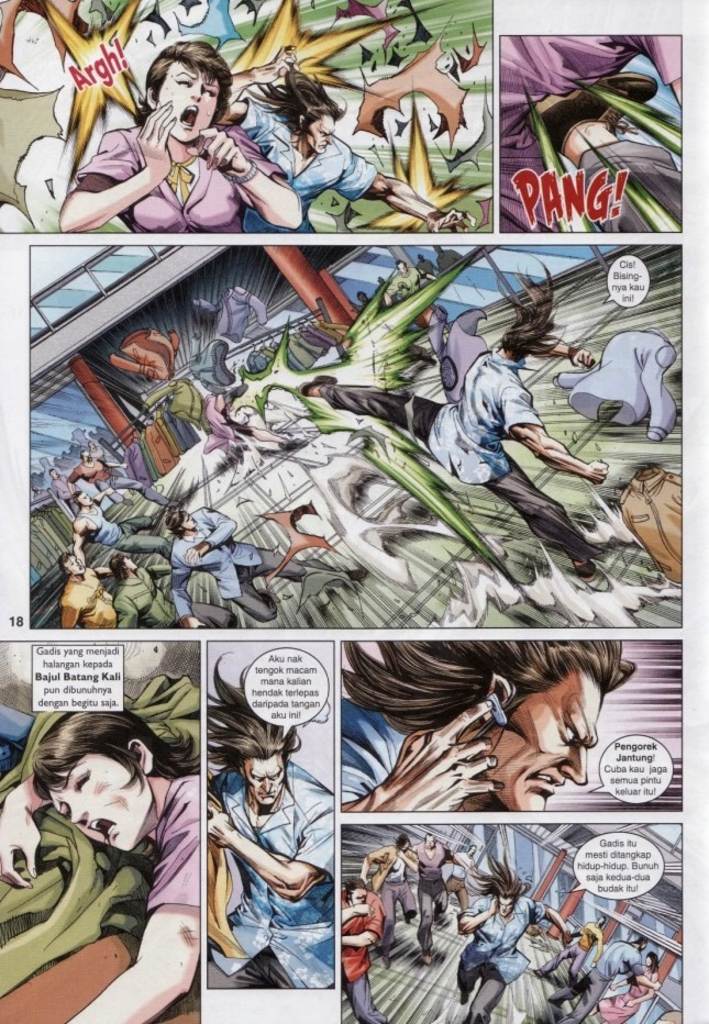 Argh!
PANG!
Cis!
Bising-
nya kau
ini!
18
Gadis yang menjadi
halangan kepada
Bajul Batang Kali
pun dibunuhnya
dengan begitu saja.
Aku nak
tengok macam
mana kalian
hendak terlepas
daripada tangan
aku ini!
Pengorek
Jantung!
Cuba kau jaga
semua pintu
keluar itu!
Gadis itu
mesti ditangkap
hidup-hidup. Bunuh
saja kedua-dua
budak itu!